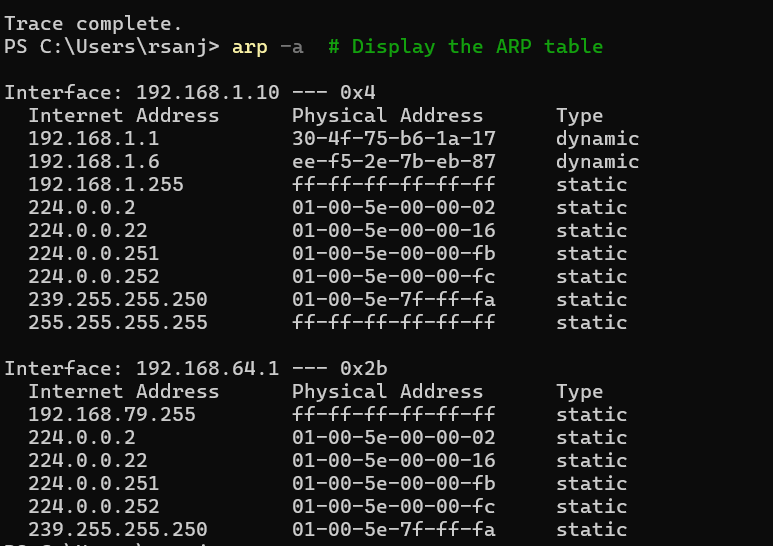 Trace complete.
PS C:\Users\rsanj> arp -a  # Display the ARP table
Interface: 192.168.1.10 --- 0x4
  Internet Address      Physical Address      Type
  192.168.1.1           30-4f-75-b6-1a-17     dynamic
  192.168.1.6           ee-f5-2e-7b-eb-87     dynamic
  192.168.1.255         ff-ff-ff-ff-ff-ff     static
  224.0.0.2             01-00-5e-00-00-02     static
  224.0.0.22            01-00-5e-00-00-16     static
  224.0.0.251           01-00-5e-00-00-fb     static
  224.0.0.252           01-00-5e-00-00-fc     static
  239.255.255.250       01-00-5e-7f-ff-fa     static
  255.255.255.255       ff-ff-ff-ff-ff-ff     static
Interface: 192.168.64.1 --- 0x2b
  Internet Address      Physical Address      Type
  192.168.79.255        ff-ff-ff-ff-ff-ff     static
  224.0.0.2             01-00-5e-00-00-02     static
  224.0.0.22            01-00-5e-00-00-16     static
  224.0.0.251           01-00-5e-00-00-fb     static
  224.0.0.252           01-00-5e-00-00-fc     static
  239.255.255.250       01-00-5e-7f-ff-fa     static